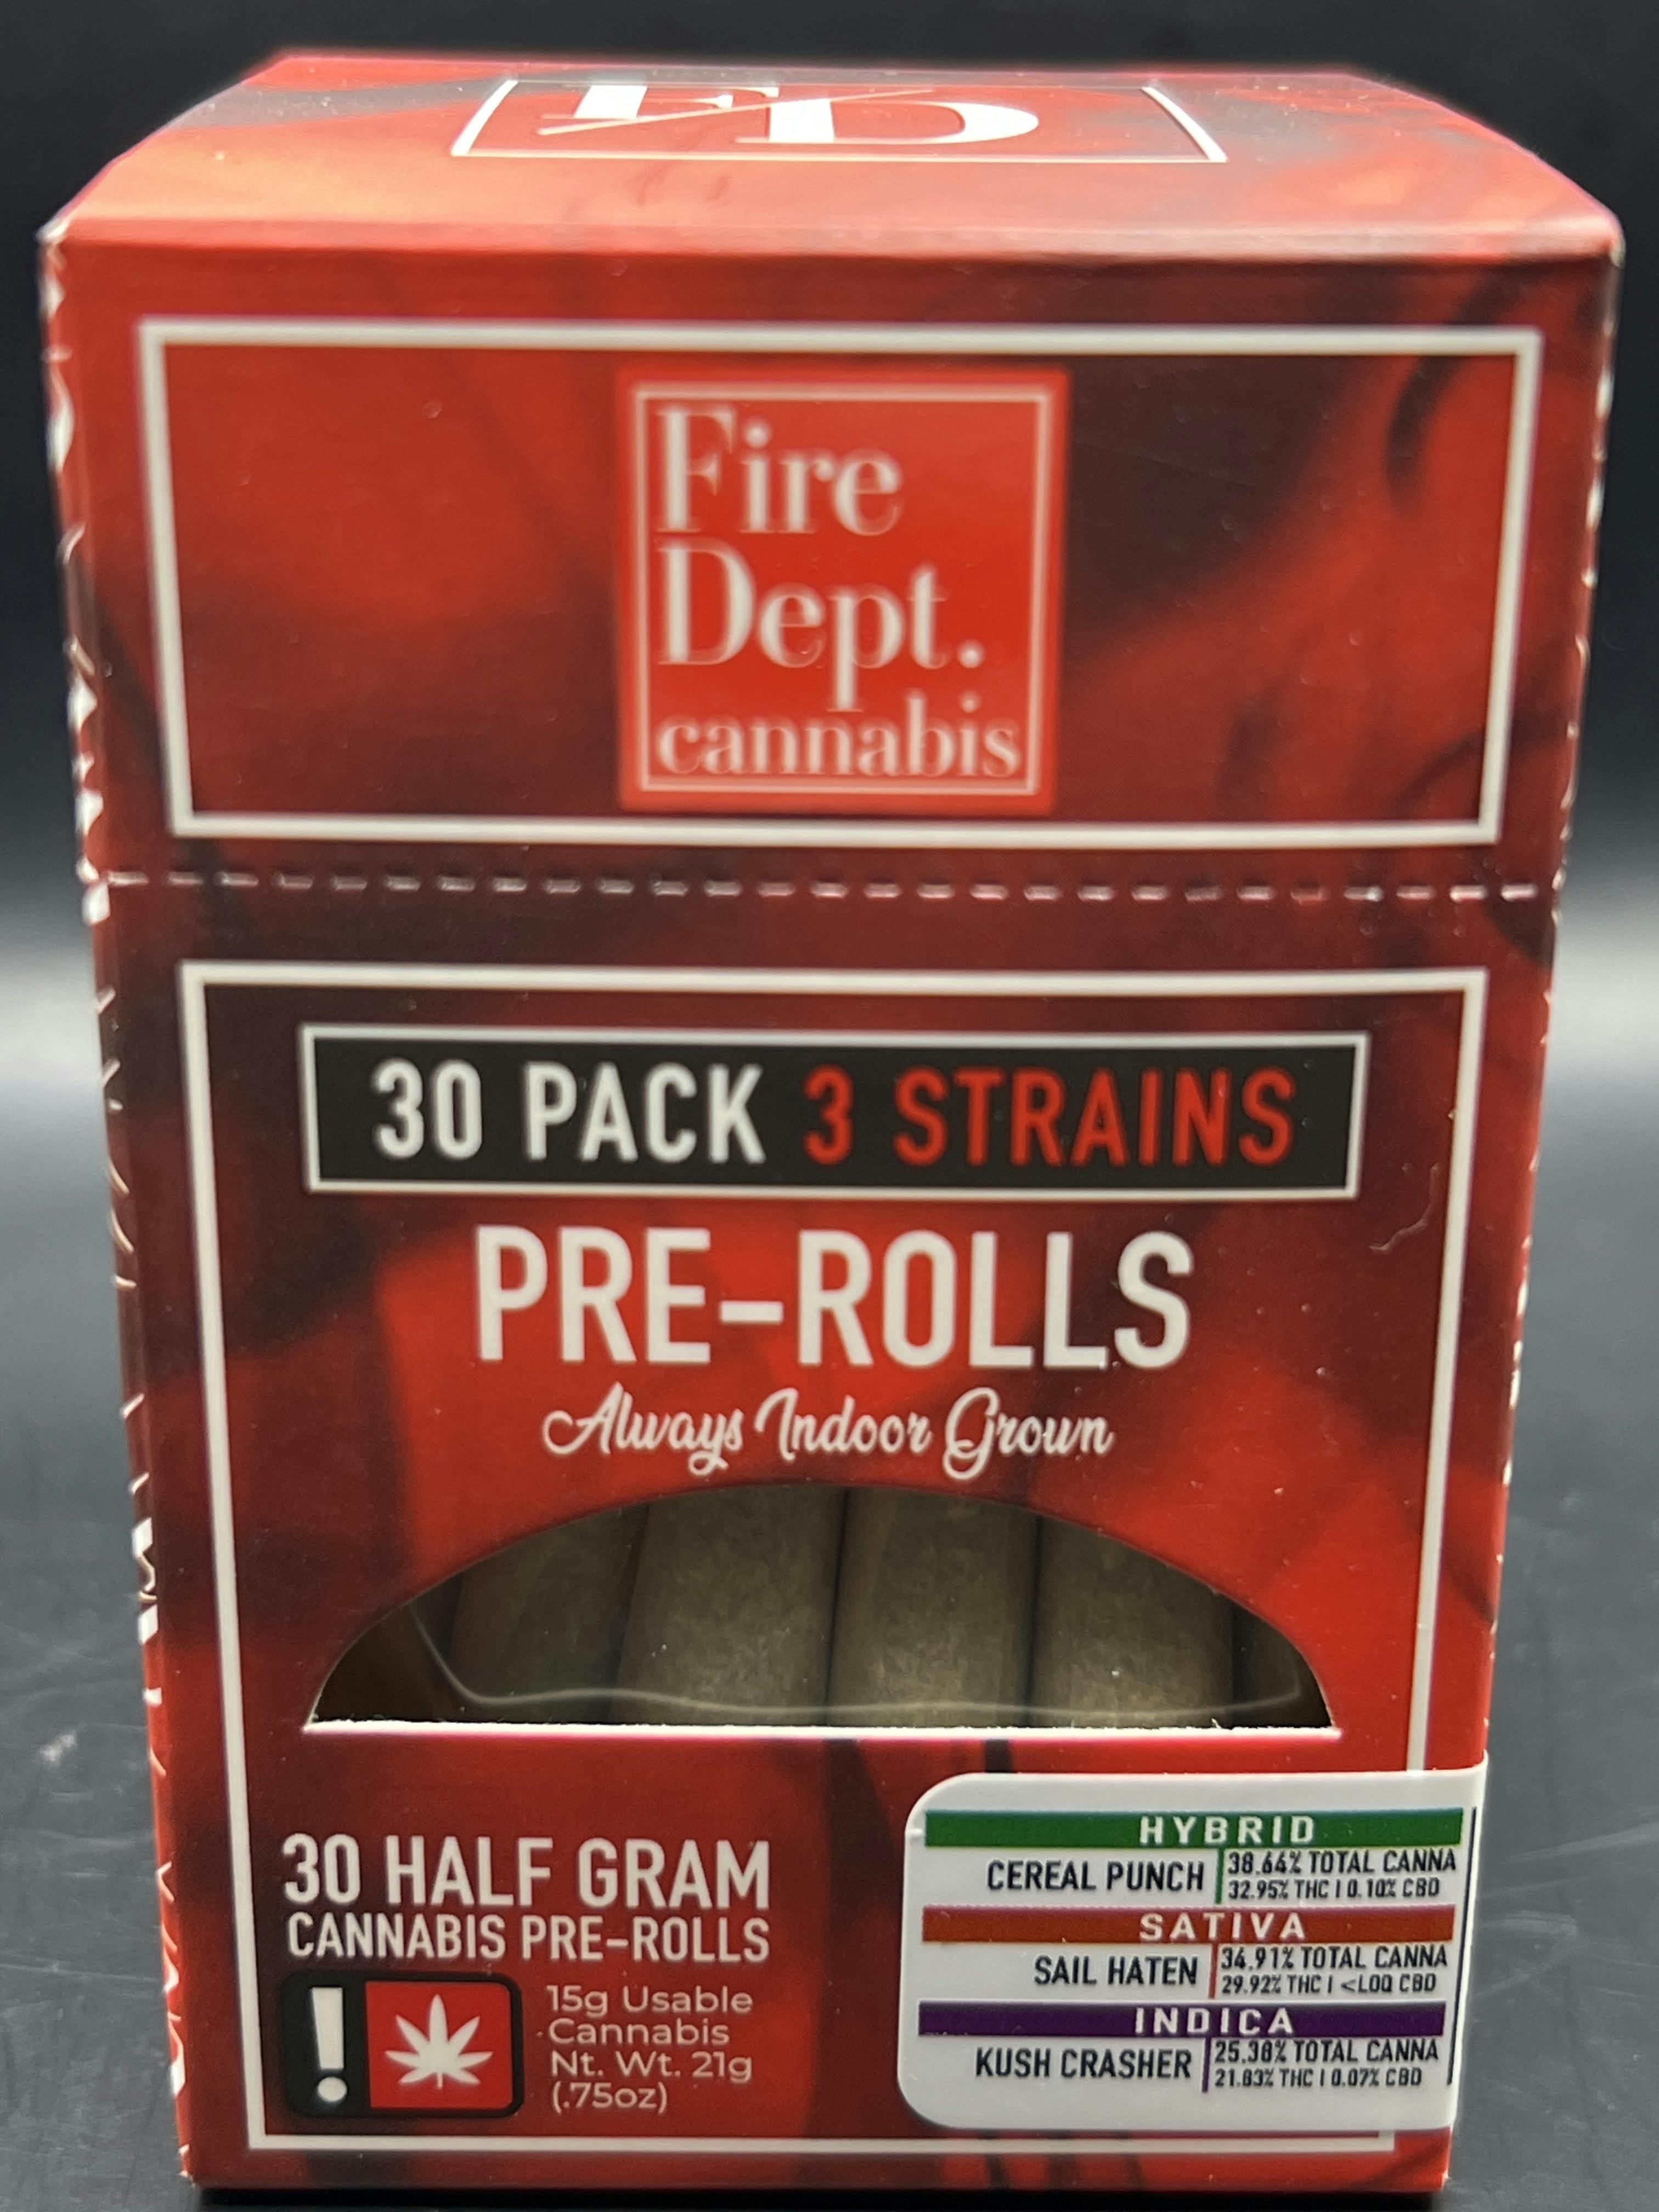 F/D
Fire
Dept.
cannabis
30 PACK 3 STRAINS
PRE-ROLLS
Always Indoor Grown
30 HALF GRAM
CANNABIS PRE-ROLLS
!
15g Usable
Cannabis
Nt. Wt. 21g
(.75oz)
HYBRID
CEREAL PUNCH
38.64% TOTAL CANNA
32.95% THC | 0.10% CBD
SATIVA
SAIL HATEN
34.91% TOTAL CANNA
29.92% THC | <LOQ CBD
INDICA
KUSH CRASHER
25.38% TOTAL CANNA
21.83% THC | 0.07% CBD